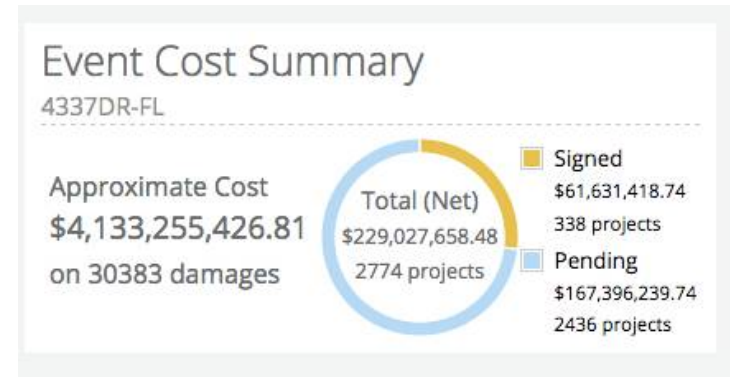 Event Cost Summary
4337DR-FL
Approximate Cost
$4,133,255,426.81
on 30383 damages
Total (Net)
$229,027,658.48
2774 projects
Signed
$61,631,418.74
338 projects
Pending
$167,396,239.74
2436 projects